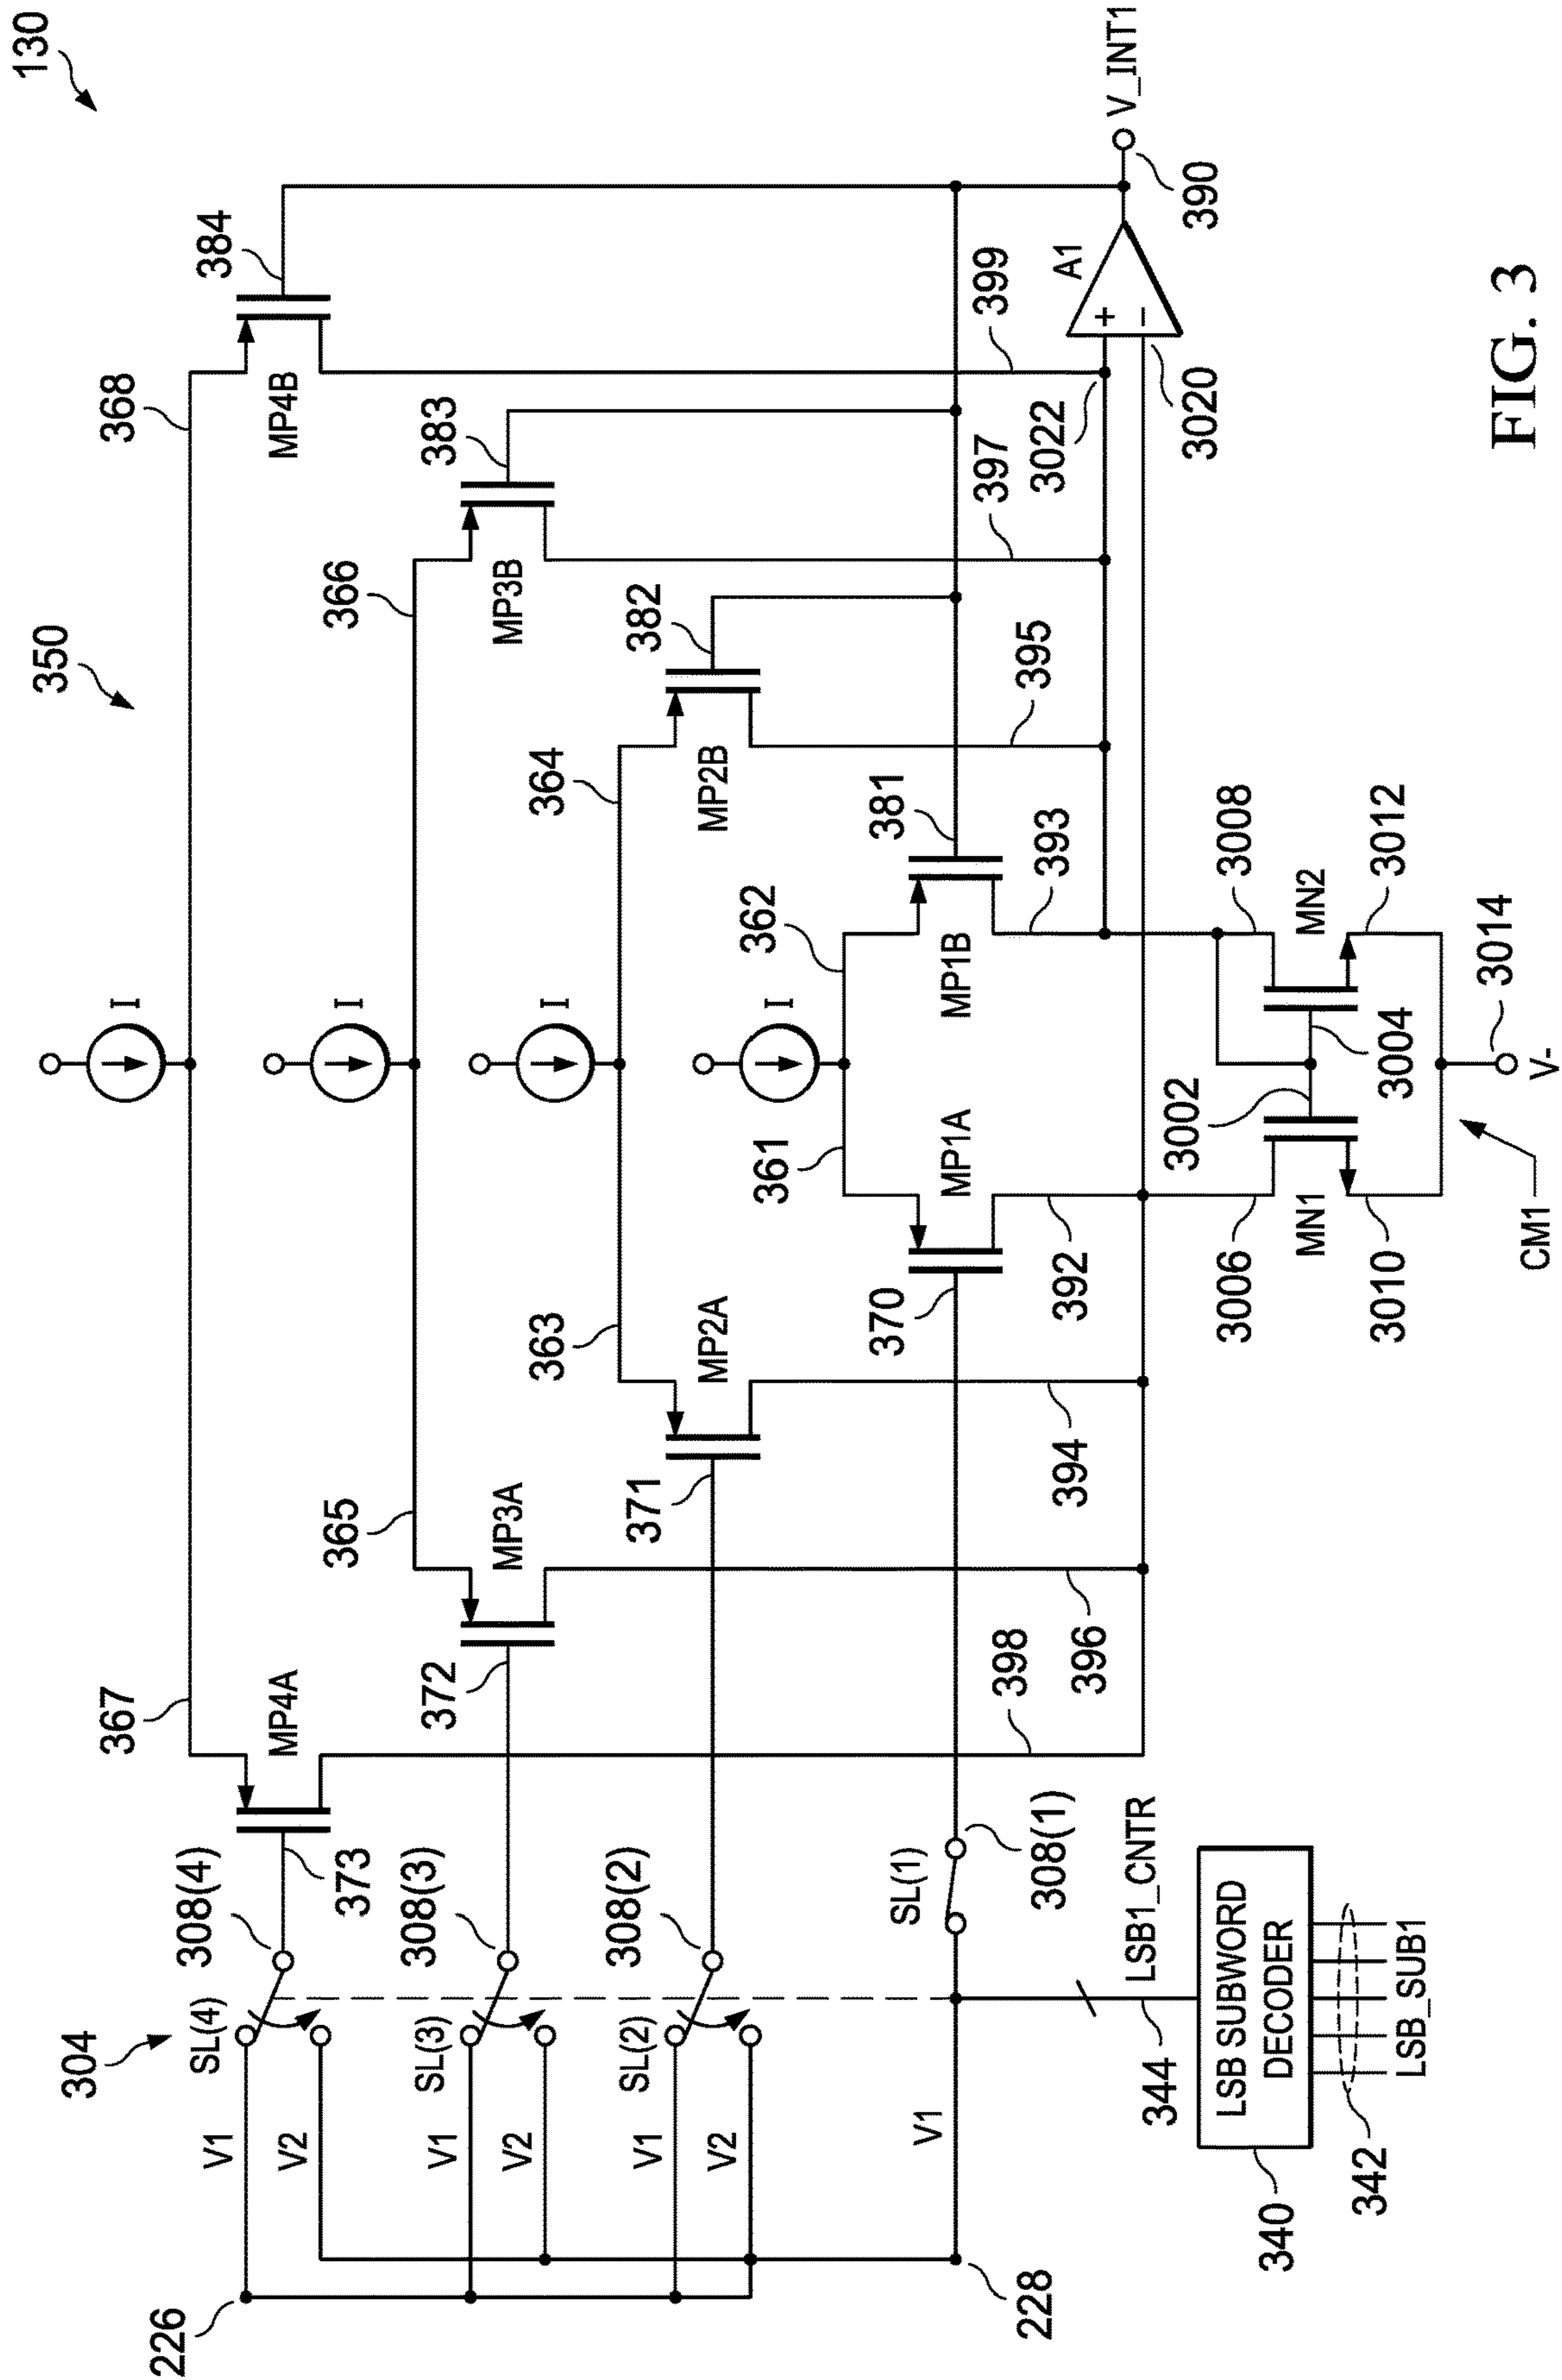 130
350
304
226
228
V1
V2
SL(4)
308(4)
373
367
MP4A
I
368
MP4B
384
V1
V2
SL(3)
308(3)
372
365
MP3A
I
366
MP3B
383
V1
V2
SL(2)
308(2)
371
363
MP2A
I
364
MP2B
382
V1
SL(1)
308(1)
370
361
MP1A
I
362
MP1B
381
398
396
394
392
393
395
397
399
3022
3020
A1
+
-
390
V_INT1
344
LSB1_CNTR
340
LSB SUBWORD
DECODER
342
LSB_SUB1
3006
MN1
3010
3002
3004
3008
MN2
3012
3014
V-
CM1
FIG. 3